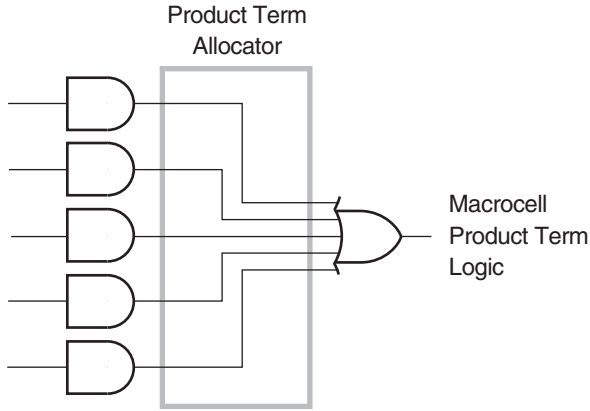 Product Term
Allocator
Macrocell
Product Term
Logic